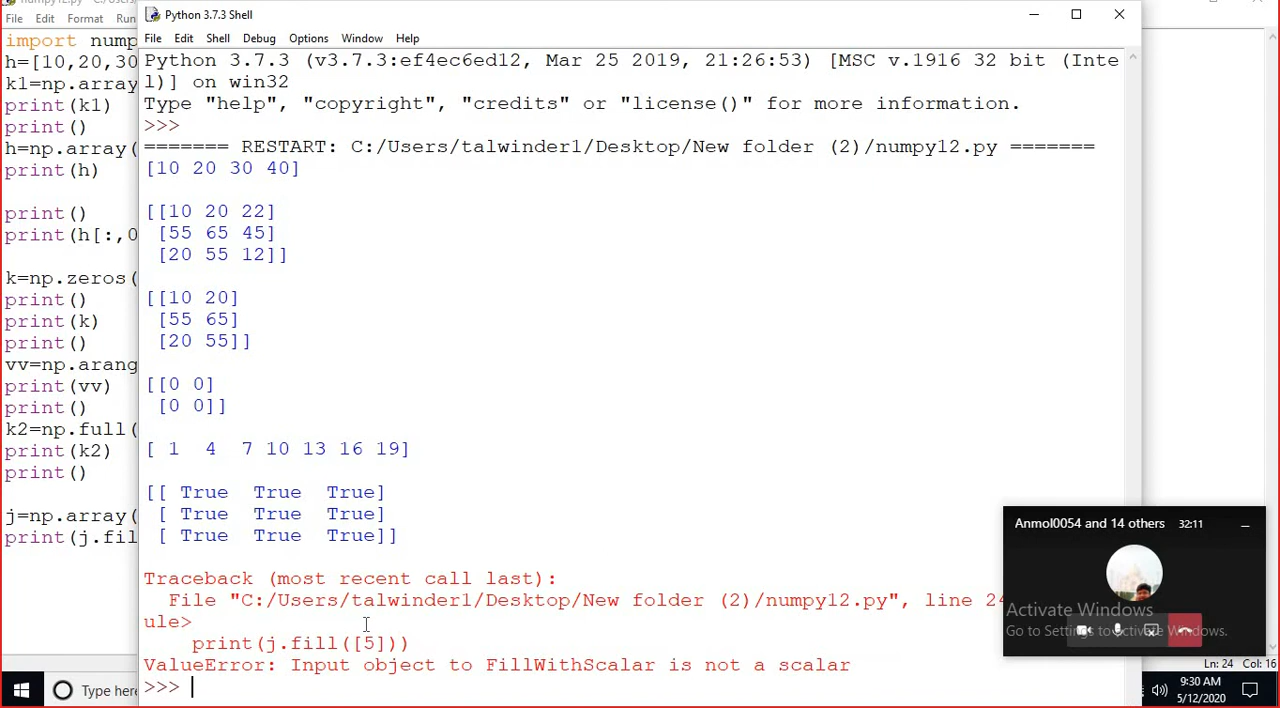 numpy12.py - C:/Us
File Edit Format Run
import nump
h=[10,20,30
k1=np.array
print(k1)
print()
h=np.array(
print(h)
print()
print(h[:,0
k=np.zeros(
print()
print(k)
print()
vv=np.arang
print(vv)
print()
k2=np.full(
print(k2)
print()
j=np.array(
print(j.fil
Python 3.7.3 Shell
File Edit Shell Debug Options Window Help
Python 3.7.3 (v3.7.3:ef4ec6ed12, Mar 25 2019, 21:26:53) [MSC v.1916 32 bit (Inte
l)] on win32
Type "help", "copyright", "credits" or "license()" for more information.
>>>
======= RESTART: C:/Users/talwinder1/Desktop/New folder (2)/numpy12.py =======
[10 20 30 40]
[[10 20 22]
[55 65 45]
[20 55 12]]
[[10 20]
[55 65]
[20 55]]
[[0 0]
[0 0]]
[ 1 4 7 10 13 16 19]
[[ True True True]
[ True True True]
[ True True True]]
Traceback (most recent call last):
File "C:/Users/talwinder1/Desktop/New folder (2)/numpy12.py", line 24
ule>
print(j.fill([5]))
ValueError: Input object to FillWithScalar is not a scalar
>>>
Anmol0054 and 14 others 32:11
Activate Windows
Go to Settings to activate Windows.
Ln: 24 Col: 16
Type here
9:30 AM
5/12/2020